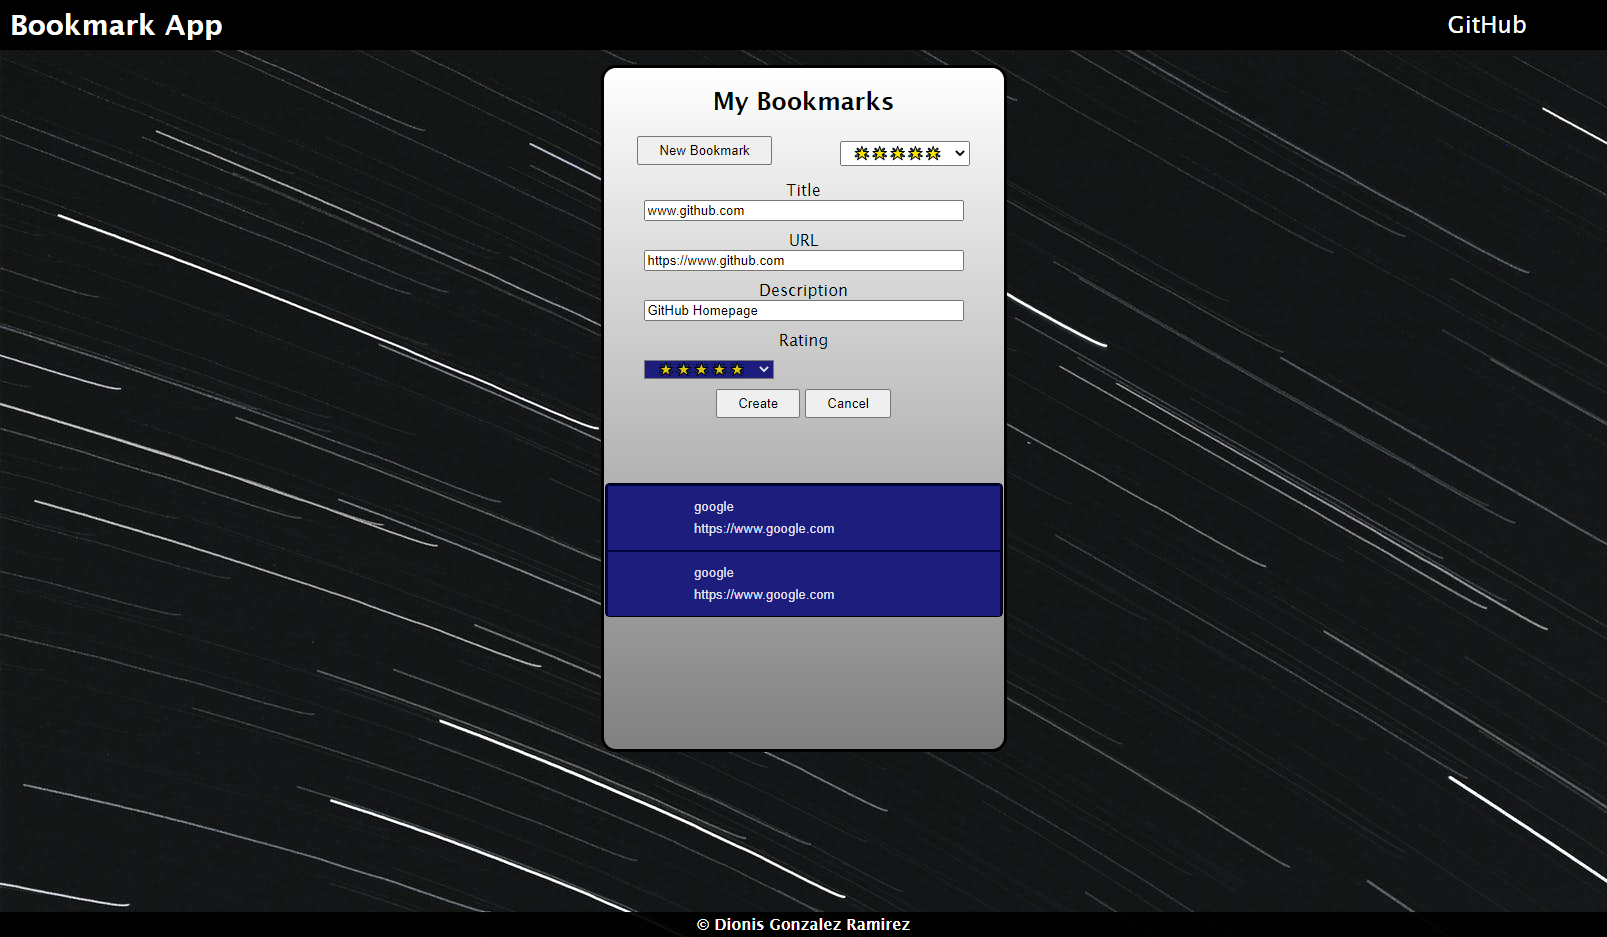 Bookmark App
GitHub
My Bookmarks
New Bookmark
Title
www.github.com
URL
https://www.github.com
Description
GitHub Homepage
Rating
Create Cancel
google
https://www.google.com
google
https://www.google.com
© Dionis Gonzalez Ramirez